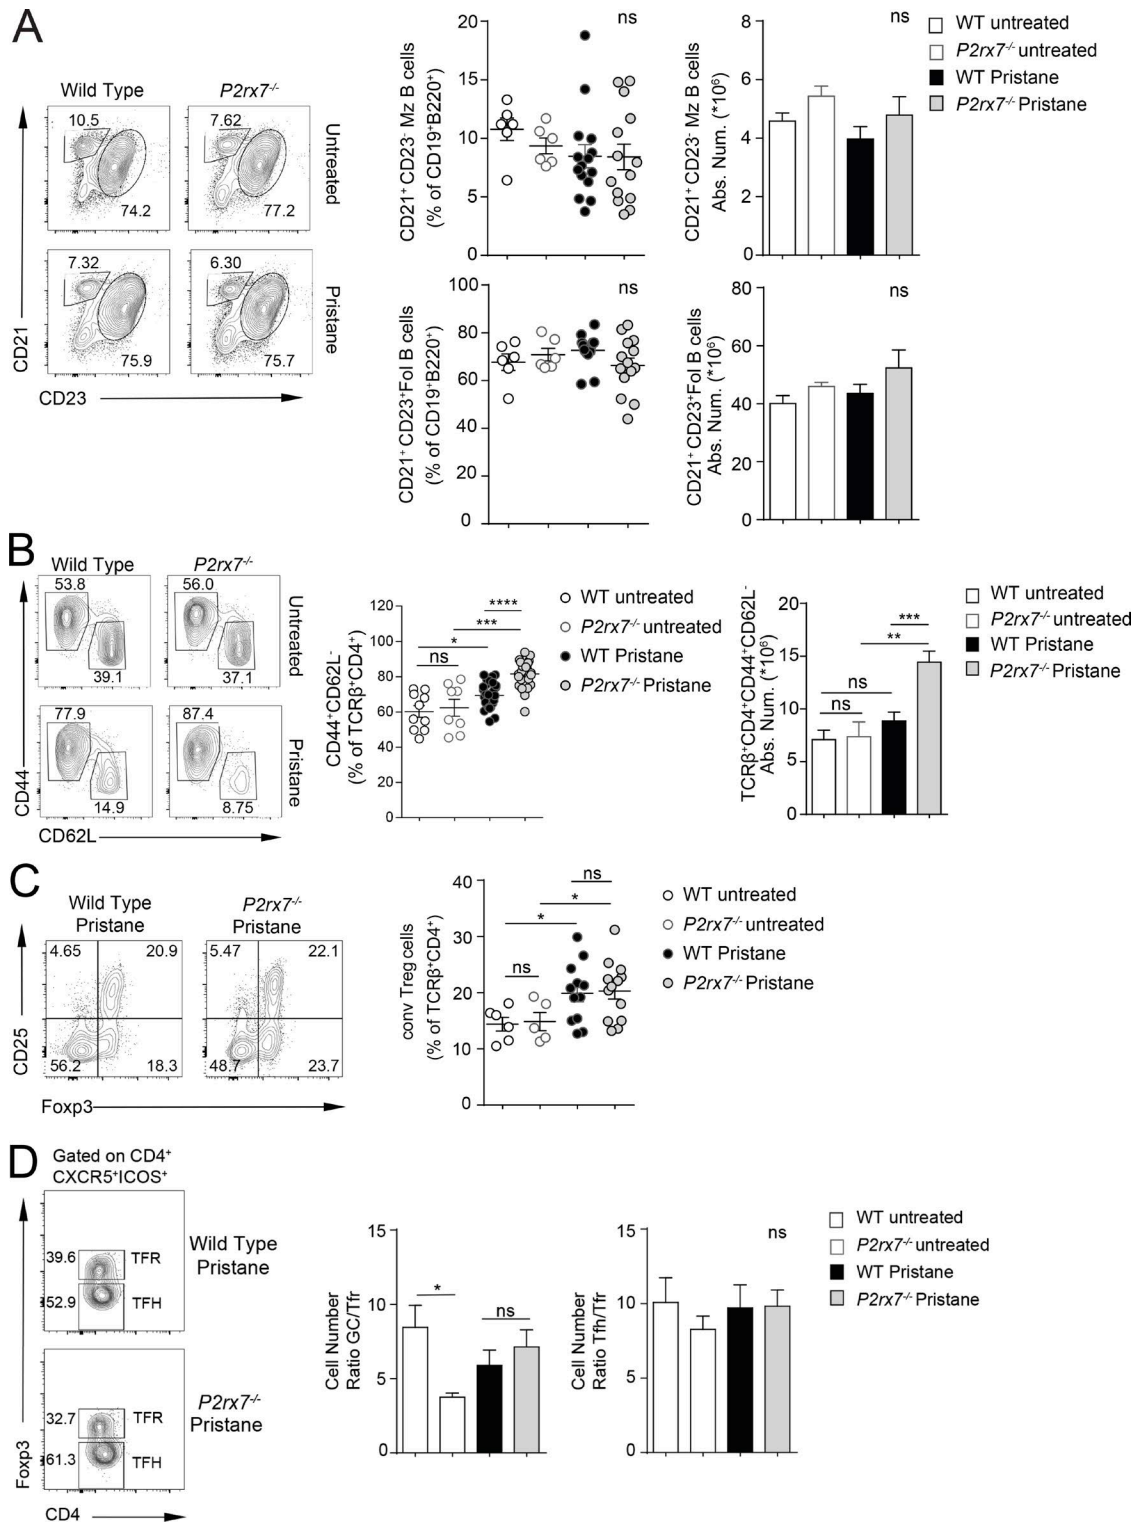 A
Wild Type
P2rx7-/-
10.5
7.62
74.2
77.2
Untreated
7.32
6.30
75.9
75.7
Pristane
CD21
CD23
CD21+ CD23- Mz B cells
(% of CD19+B220+)
20
15
10
5
0
ns
CD21+ CD23- Mz B cells
Abs. Num. (*10⁶)
8
6
4
2
0
ns
WT untreated
P2rx7-/- untreated
WT Pristane
P2rx7-/- Pristane
CD21+ CD23+Fol B cells
(% of CD19+B220+)
100
80
60
40
20
0
ns
CD21+ CD23+Fol B cells
Abs. Num. (*10⁶)
80
60
40
20
0
ns
B
Wild Type
P2rx7-/-
53.8
56.0
39.1
37.1
Untreated
77.9
87.4
14.9
8.75
Pristane
CD44
CD62L
CD44+CD62L-
(% of TCRβ+CD4+)
120
100
80
60
40
20
0
****
***
*
ns
WT untreated
P2rx7-/- untreated
WT Pristane
P2rx7-/- Pristane
TCRβ+CD4+CD44+CD62L-
Abs. Num. (*10⁶)
20
15
10
5
0
***
**
ns
ns
WT untreated
P2rx7-/- untreated
WT Pristane
P2rx7-/- Pristane
C
Wild Type
Pristane
P2rx7-/-
Pristane
4.65
20.9
5.47
22.1
56.2
18.3
48.7
23.7
CD25
Foxp3
conv Treg cells
(% of TCRβ+CD4+)
40
30
20
10
0
ns
*
*
ns
WT untreated
P2rx7-/- untreated
WT Pristane
P2rx7-/- Pristane
D
Gated on CD4+
CXCR5+ICOS+
39.6
TFR
52.9
TFH
Wild Type
Pristane
32.7
TFR
61.3
TFH
P2rx7-/-
Pristane
Foxp3
CD4
Cell Number
Ratio GC/Tfr
15
10
5
0
*
ns
Cell Number
Ratio Tfh/Tfr
15
10
5
0
ns
WT untreated
P2rx7-/- untreated
WT Pristane
P2rx7-/- Pristane